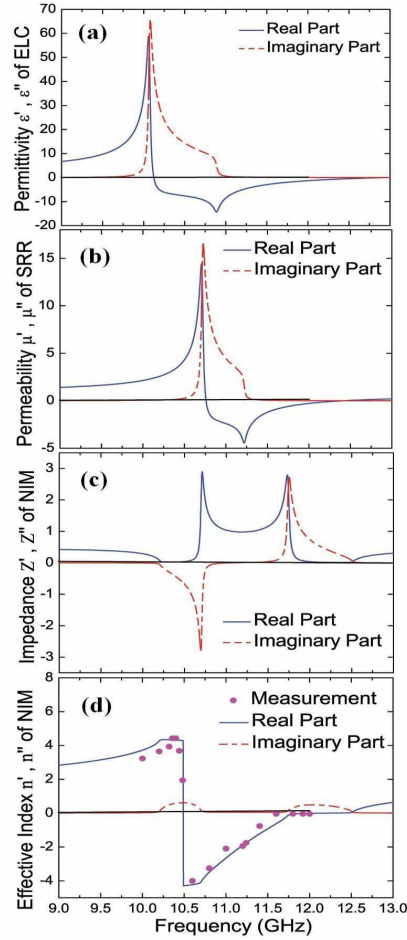 70
60
50
40
30
20
10
0
-10
-20
Permittivity ε', ε" of ELC
(a)
Real Part
Imaginary Part
15
10
5
0
-5
Permeability μ', μ" of SRR
(b)
Real Part
Imaginary Part
3
2
1
0
-1
-2
-3
Impedance Z', Z" of NIM
(c)
Real Part
Imaginary Part
8
6
4
2
0
-2
-4
-6
Effective Index n', n" of NIM
(d)
Measurement
Real Part
Imaginary Part
9.0 9.5 10.0 10.5 11.0 11.5 12.0 12.5 13.0
Frequency (GHz)